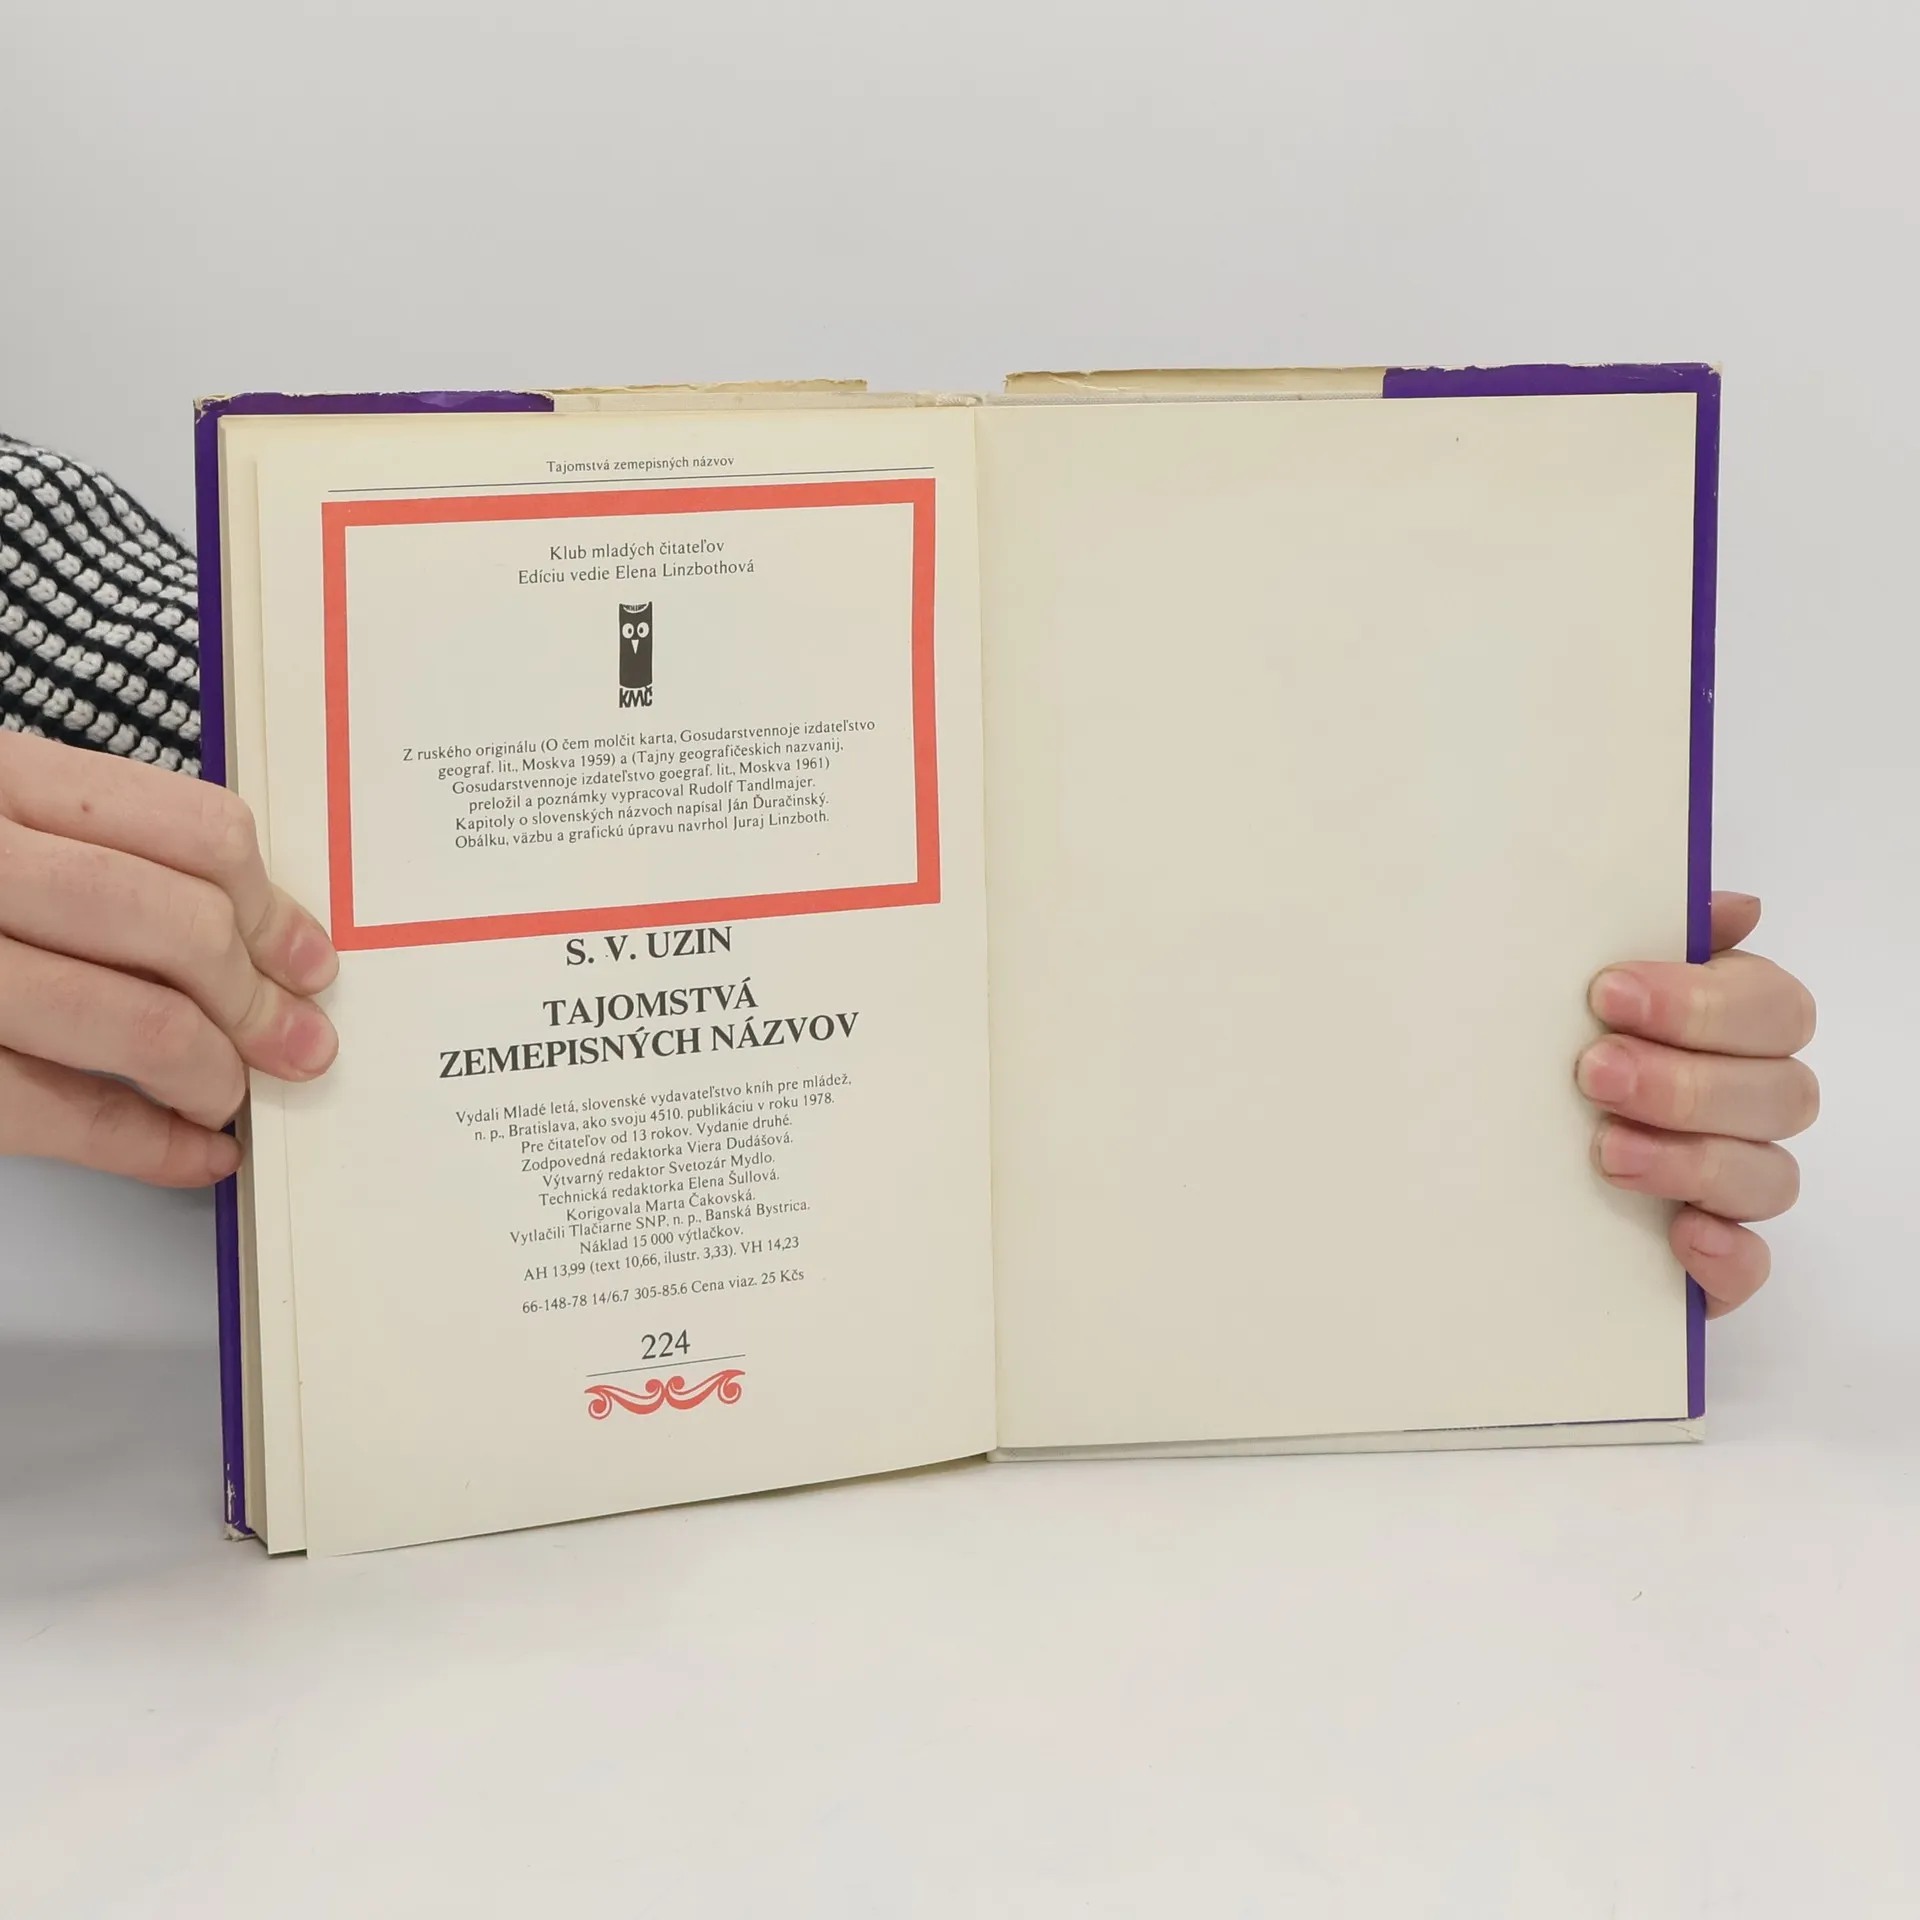 Tajomstvá zemepisných názvov
Klub mladých čitateľov
Edíciu vedie Elena Linzbothová
KMČ
Z ruského originálu (O čem molčit karta, Gosudarstvennoje izdateľstvo
geograf. lit., Moskva 1959) a (Tajny geografičeskich nazvanij,
Gosudarstvennoje izdateľstvo goegraf. lit., Moskva 1961)
preložil a poznámky vypracoval Rudolf Tandlmajer.
Kapitoly o slovenských názvoch napísal Ján Ďuračinský.
Obálku, väzbu a grafickú úpravu navrhol Juraj Linzboth.
S. V. UZIN
TAJOMSTVÁ
ZEMEPISNÝCH NÁZVOV
Vydali Mladé letá, slovenské vydavateľstvo kníh pre mládež,
n. p., Bratislava, ako svoju 4510. publikáciu v roku 1978.
Pre čitateľov od 13 rokov. Vydanie druhé.
Zodpovedná redaktorka Viera Dudášová.
Výtvarný redaktor Svetozár Mydlo.
Technická redaktorka Elena Šullová.
Korigovala Marta Čakovská.
Vytlačili Tlačiarne SNP, n. p., Banská Bystrica.
Náklad 15 000 výtlačkov.
AH 13,99 (text 10,66, ilustr. 3,33). VH 14,23
66-148-78 14/6.7 305-85.6 Cena viaz. 25 Kčs
224